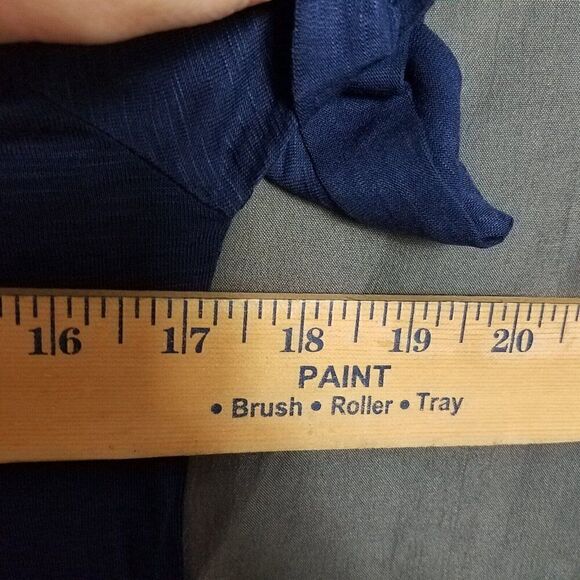 16 17 18 19 20
PAINT
• Brush • Roller • Tray